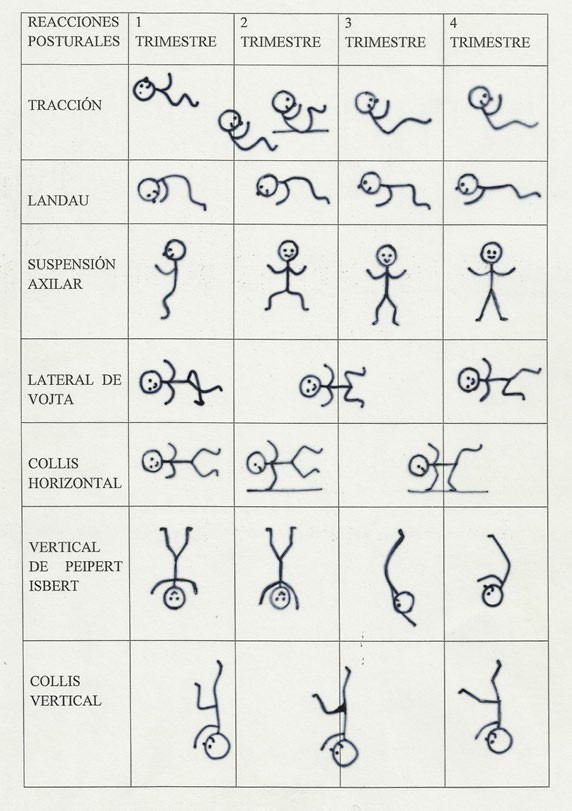 REACCIONES POSTURALES
1 TRIMESTRE
2 TRIMESTRE
3 TRIMESTRE
4 TRIMESTRE
TRACCIÓN
LANDAU
SUSPENSIÓN
AXILAR
LATERAL DE
VOJTA
COLLIS
HORIZONTAL
VERTICAL
DE PEIPERT
ISBERT
COLLIS
VERTICAL